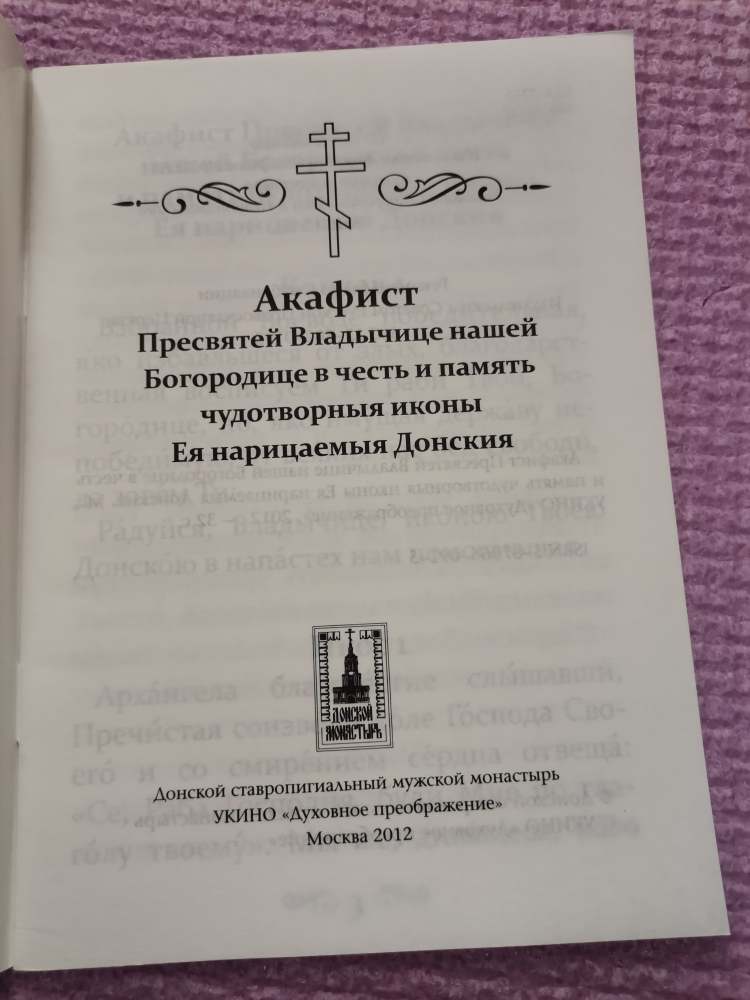 Акафист
Пресвятей Владычице нашей
Богородице в честь и память
чудотворныя иконы
Ея нарицаемыя Донския
ДОНСКОЙ
МОНАСТЫРЬ
Донской ставропигиальный мужской монастырь
УКИНО «Духовное преображение»
Москва 2012